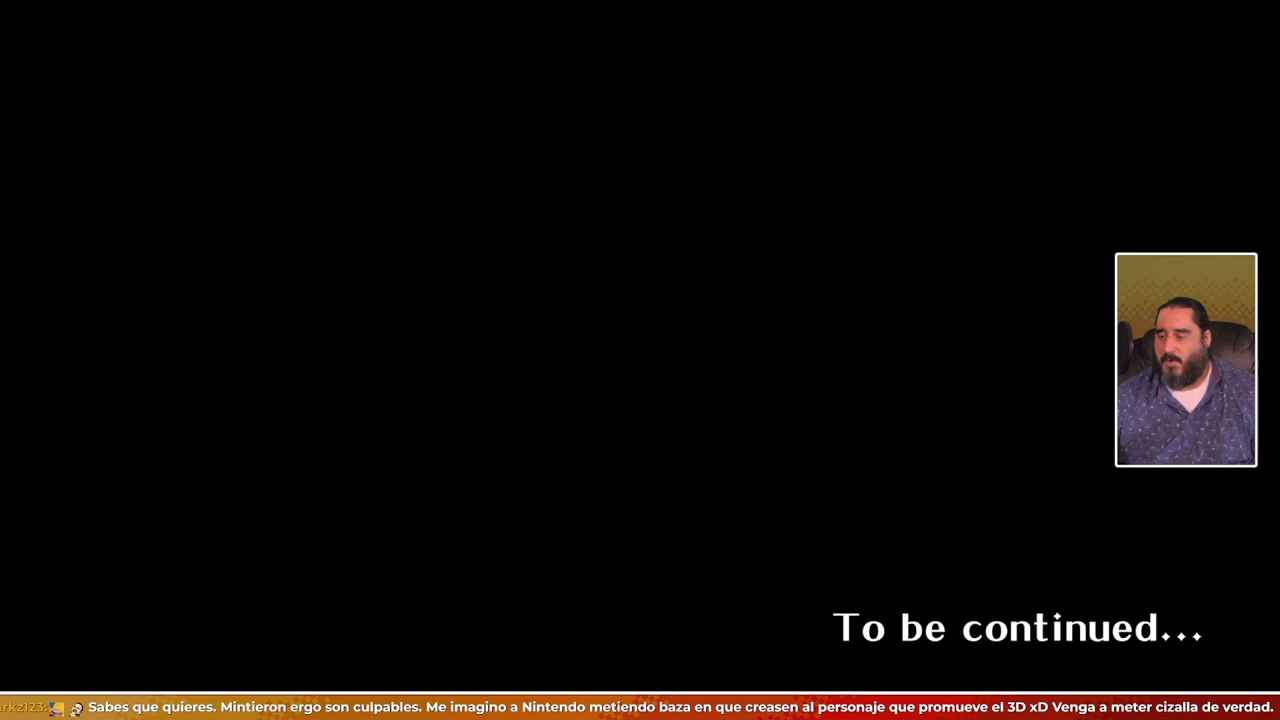 To be continued...
arkz123: Sabes que quieres. Mintieron ergo son culpables. Me imagino a Nintendo metiendo baza en que creasen al personaje que promueve el 3D xD Venga a meter cizalla de verdad.